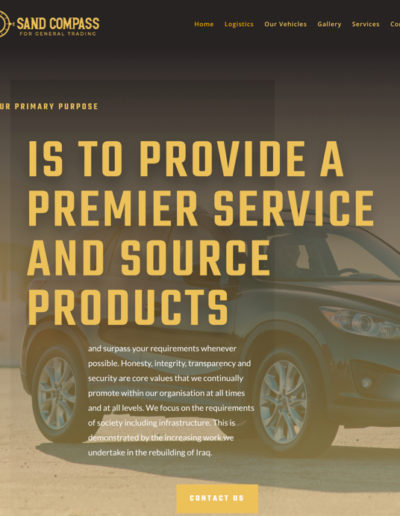 SAND COMPASS
FOR GENERAL TRADING
Home Logistics Our Vehicles Gallery Services
PRIMARY PURPOSE
IS TO PROVIDE A
PREMIER SERVICE
AND SOURCE
PRODUCTS
and surpass your requirements whenever
possible. Honesty, integrity, transparency and
security are core values that we continually
promote within our organisation at all times
and at all levels. We focus on the requirements
of society including infrastructure. This is
demonstrated by the increasing work we
undertake in the rebuilding of Iraq.
CONTACT US